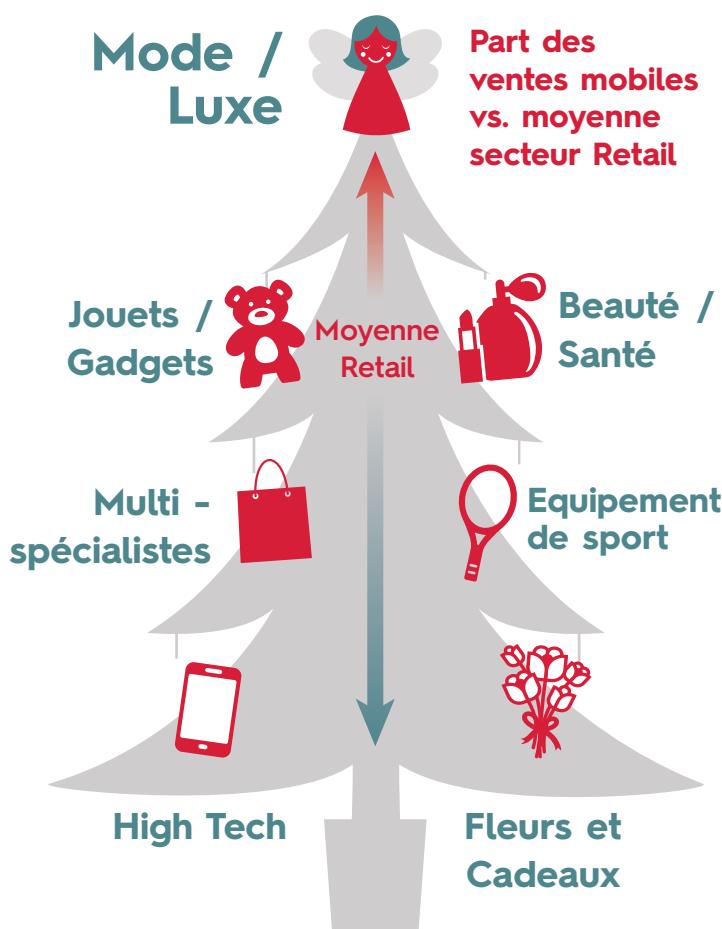 Mode /
Luxe
Part des
ventes mobiles
vs. moyenne
secteur Retail
Jouets /
Gadgets
Moyenne
Retail
Beauté /
Santé
Multi -
spécialistes
Equipement
de sport
High Tech
Fleurs et
Cadeaux